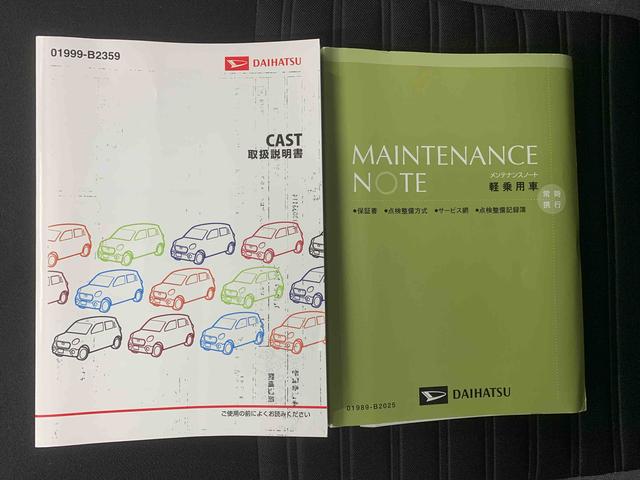 01999-B2359
DAIHATSU
CAST
取扱説明書
ご使用の前によくお読みください
MAINTENANCE
NOTE
メンテナンスノート
軽乗用車
常時
携行
●保証書 ●点検整備方式 ●サービス網 ●点検整備記録簿
01989-B2025
DAIHATSU